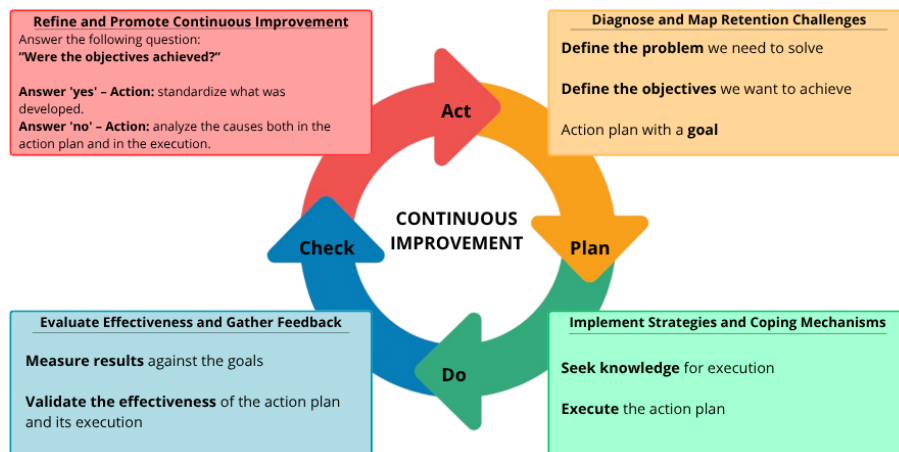 Refine and Promote Continuous Improvement
Answer the following question:
“Were the objectives achieved?”
Answer 'yes' – Action: standardize what was
developed.
Answer 'no' – Action: analyze the causes both in the
action plan and in the execution.
Diagnose and Map Retention Challenges
Define the problem we need to solve
Define the objectives we want to achieve
Action plan with a goal
Act
CONTINUOUS
IMPROVEMENT
Check
Plan
Do
Evaluate Effectiveness and Gather Feedback
Measure results against the goals
Validate the effectiveness of the action plan
and its execution
Implement Strategies and Coping Mechanisms
Seek knowledge for execution
Execute the action plan